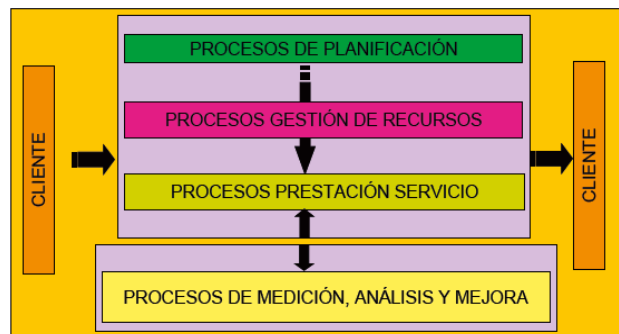 PROCESOS DE PLANIFICACIÓN
CLIENTE
PROCESOS GESTIÓN DE RECURSOS
CLIENTE
PROCESOS PRESTACIÓN SERVICIO
PROCESOS DE MEDICIÓN, ANÁLISIS Y MEJORA